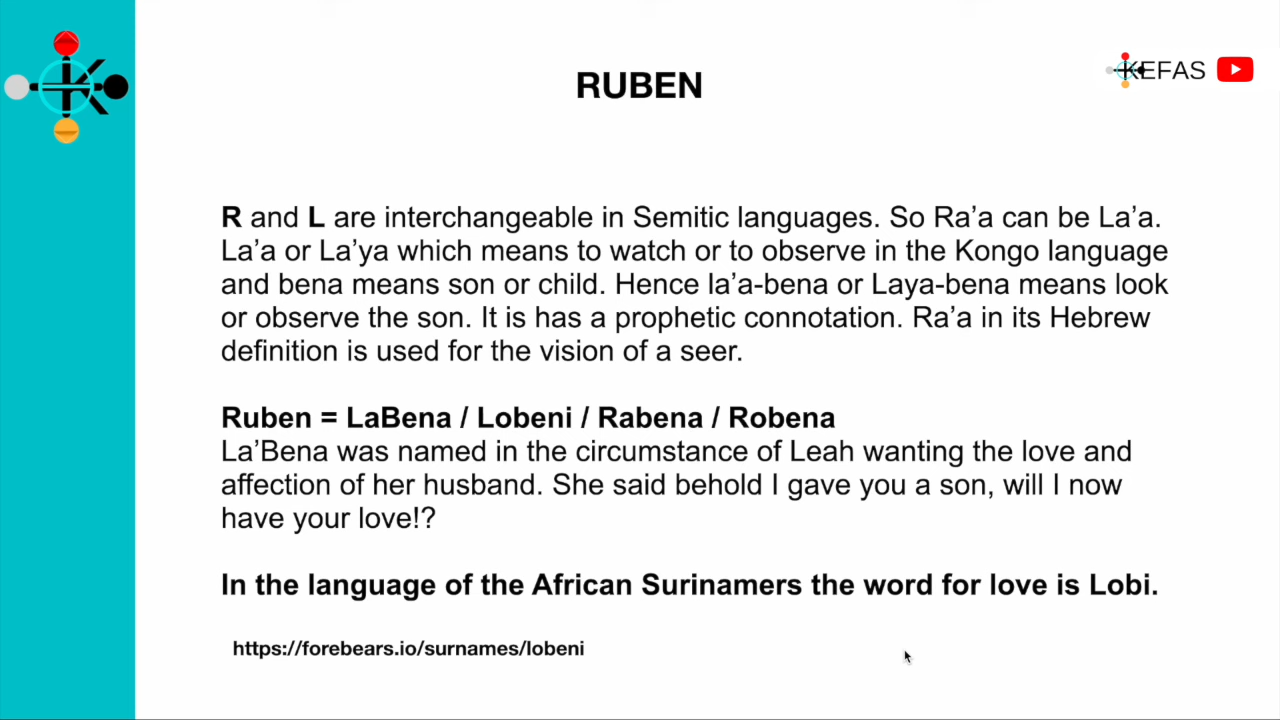 RUBEN
KEFAS
R and L are interchangeable in Semitic languages. So Ra’a can be La’a.
La’a or La’ya which means to watch or to observe in the Kongo language
and bena means son or child. Hence la’a-bena or Laya-bena means look
or observe the son. It is has a prophetic connotation. Ra’a in its Hebrew
definition is used for the vision of a seer.
Ruben = LaBena / Lobeni / Rabena / Robena
La’Bena was named in the circumstance of Leah wanting the love and
affection of her husband. She said behold I gave you a son, will I now
have your love!?
In the language of the African Surinamers the word for love is Lobi.
https://forebears.io/surnames/lobeni